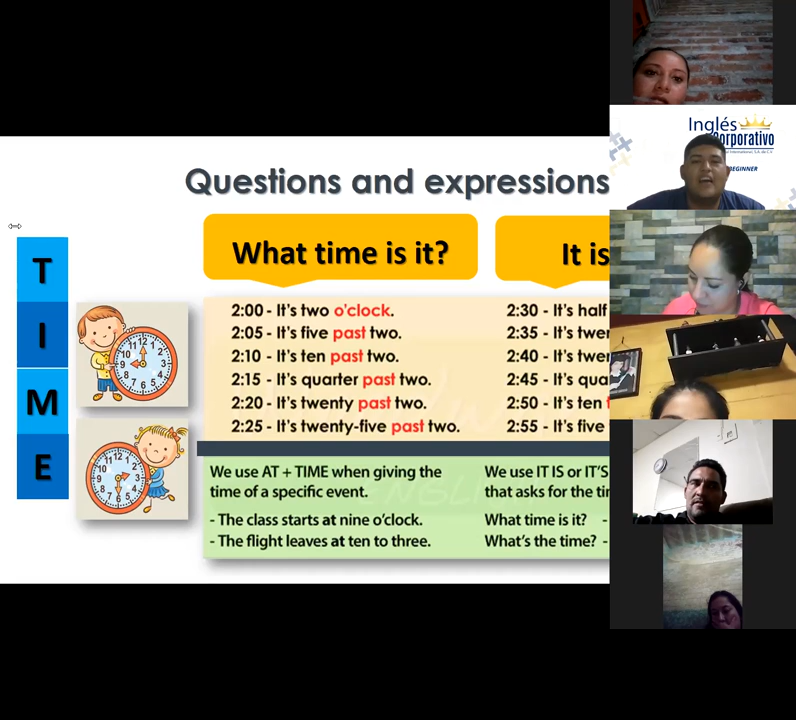 Questions and expressions
What time is it?
It is
T
I
M
E
2:00 - It's two o'clock.
2:05 - It's five past two.
2:10 - It's ten past two.
2:15 - It's quarter past two.
2:20 - It's twenty past two.
2:25 - It's twenty-five past two.
2:30 - It's half
2:35 - It's twe
2:40 - It's twe
2:45 - It's qua
2:50 - It's ten
2:55 - It's five
We use AT + TIME when giving the
time of a specific event.
- The class starts at nine o'clock.
- The flight leaves at ten to three.
We use IT IS or IT'S
that asks for the ti
What time is it? -
What's the time? -
Inglés
Corporativo
BEGINNER